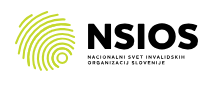 NSIOS
NACIONALNI SVET INVALIDSKIH
ORGANIZACIJ SLOVENIJE